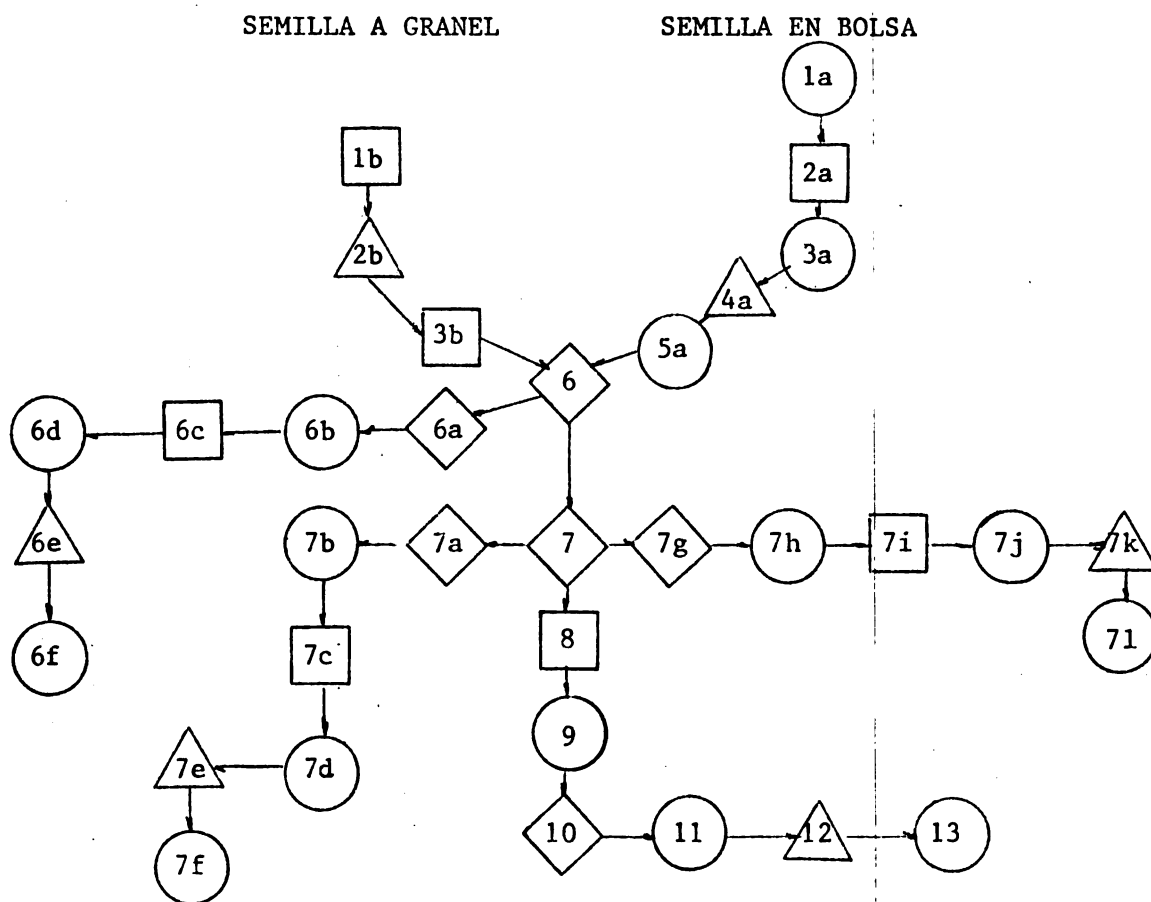 SEMILLA A GRANEL SEMILLA EN BOLSA
1a
1b
2a
2b
3a
4a
3b
5a
6
6d
6c
6b
6a
6e
7b
7a
7
7g
7h
7i
7j
7k
6f
7c
8
7l
9
7e
7d
10
11
12
13
7f